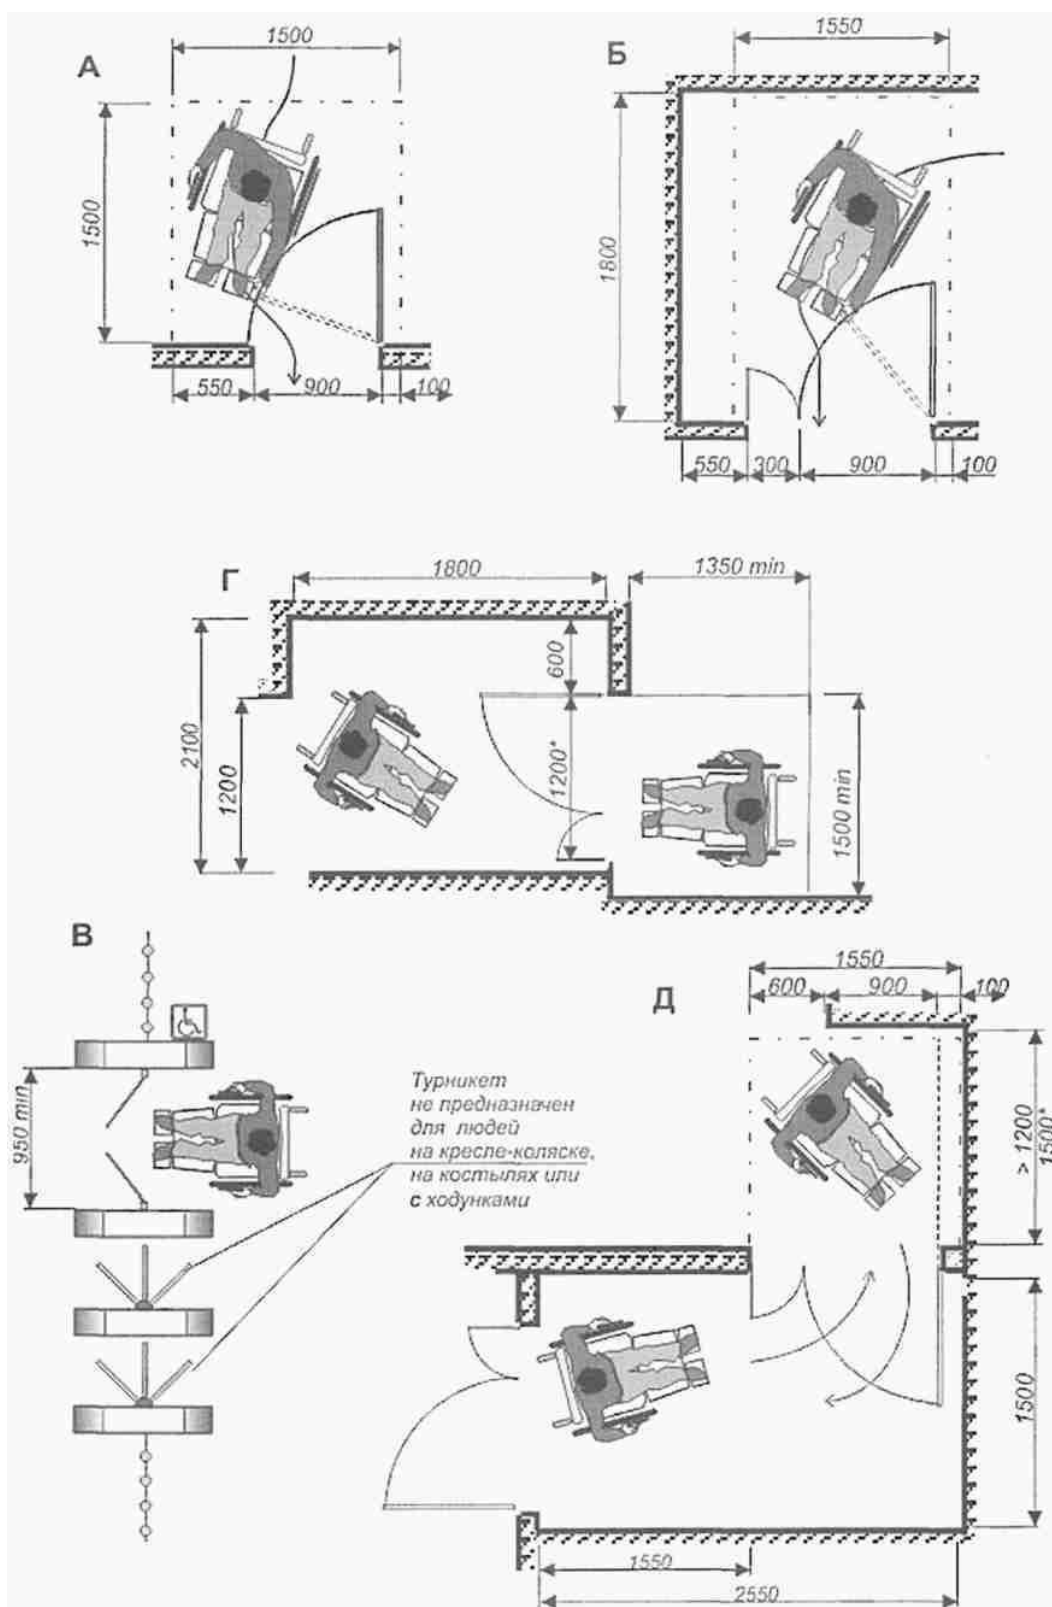 А
1500
1500
550
900
100
Б
1550
1800
550
300
900
100
Г
1800
1350 min
600
2100
1200
1200*
1500 min
В
950 min
Турникет
не предназначен
для людей
на кресле-коляске,
на костылях или
с ходунками
Д
1550
600
900
100
> 1200
1500*
1500
1550
2550